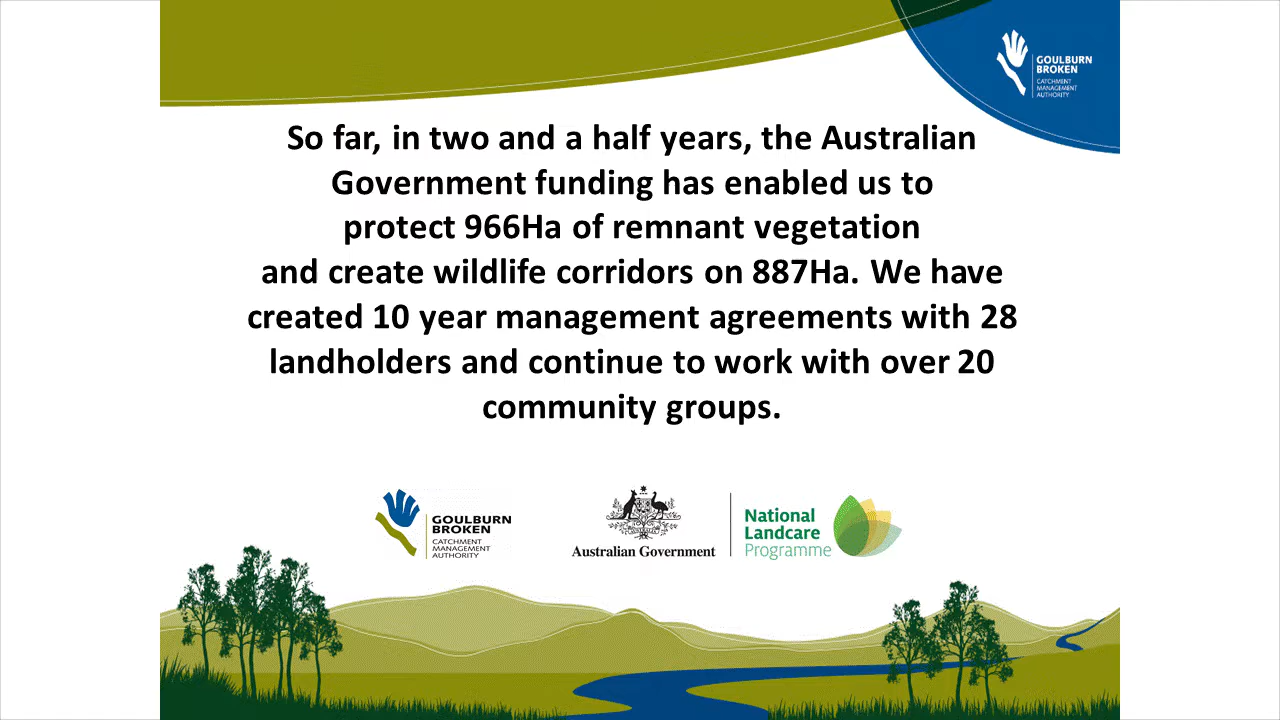 GOULBURN
BROKEN
CATCHMENT
MANAGEMENT
AUTHORITY
So far, in two and a half years, the Australian
Government funding has enabled us to
protect 966Ha of remnant vegetation
and create wildlife corridors on 887Ha. We have
created 10 year management agreements with 28
landholders and continue to work with over 20
community groups.
GOULBURN
BROKEN
CATCHMENT
MANAGEMENT
AUTHORITY
Australian Government
National
Landcare
Programme